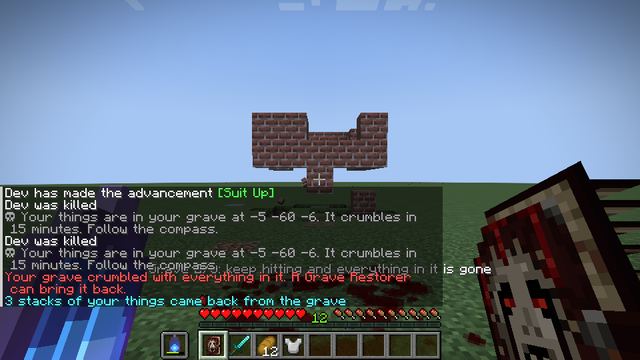 Dev has made the advancement [Suit Up]
Dev was killed
Your things are in your grave at -5 -60 -6. It crumbles in
15 minutes. Follow the compass.
Dev was killed
Your things are in your grave at -5 -60 -6. It crumbles in
15 minutes. Follow the compass.
keep hitting and everything in it is gone
Your grave crumbled with everything in it. A Grave Restorer
can bring it back.
3 stacks of your things came back from the grave
12
12